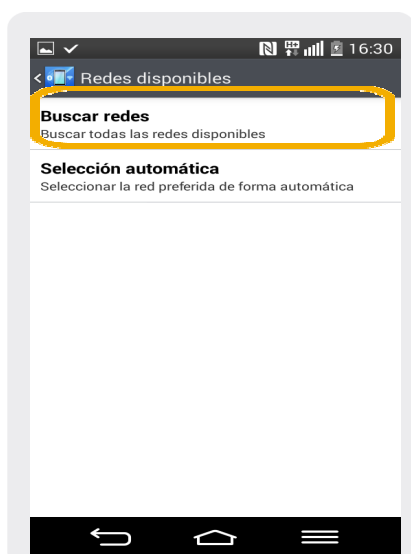 H+ 16:30
Redes disponibles
Buscar redes
Buscar todas las redes disponibles
Selección automática
Seleccionar la red preferida de forma automática